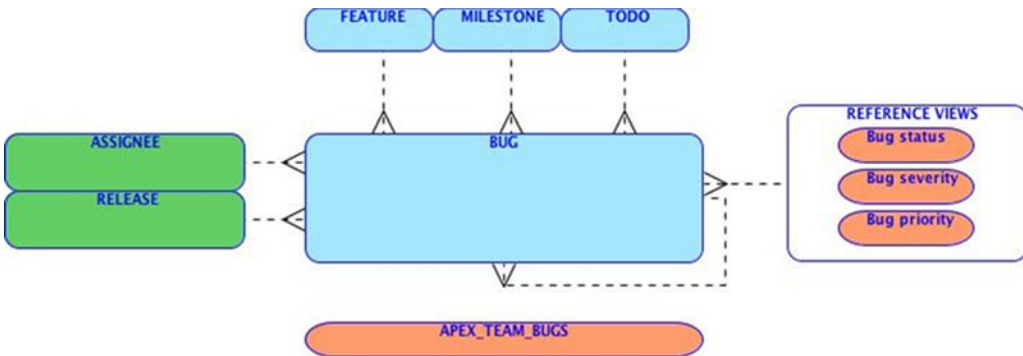 FEATURE
MILESTONE
TODO
ASSIGNEE
BUG
RELEASE
REFERENCE VIEWS
Bug status
Bug severity
Bug priority
APEX_TEAM_BUGS